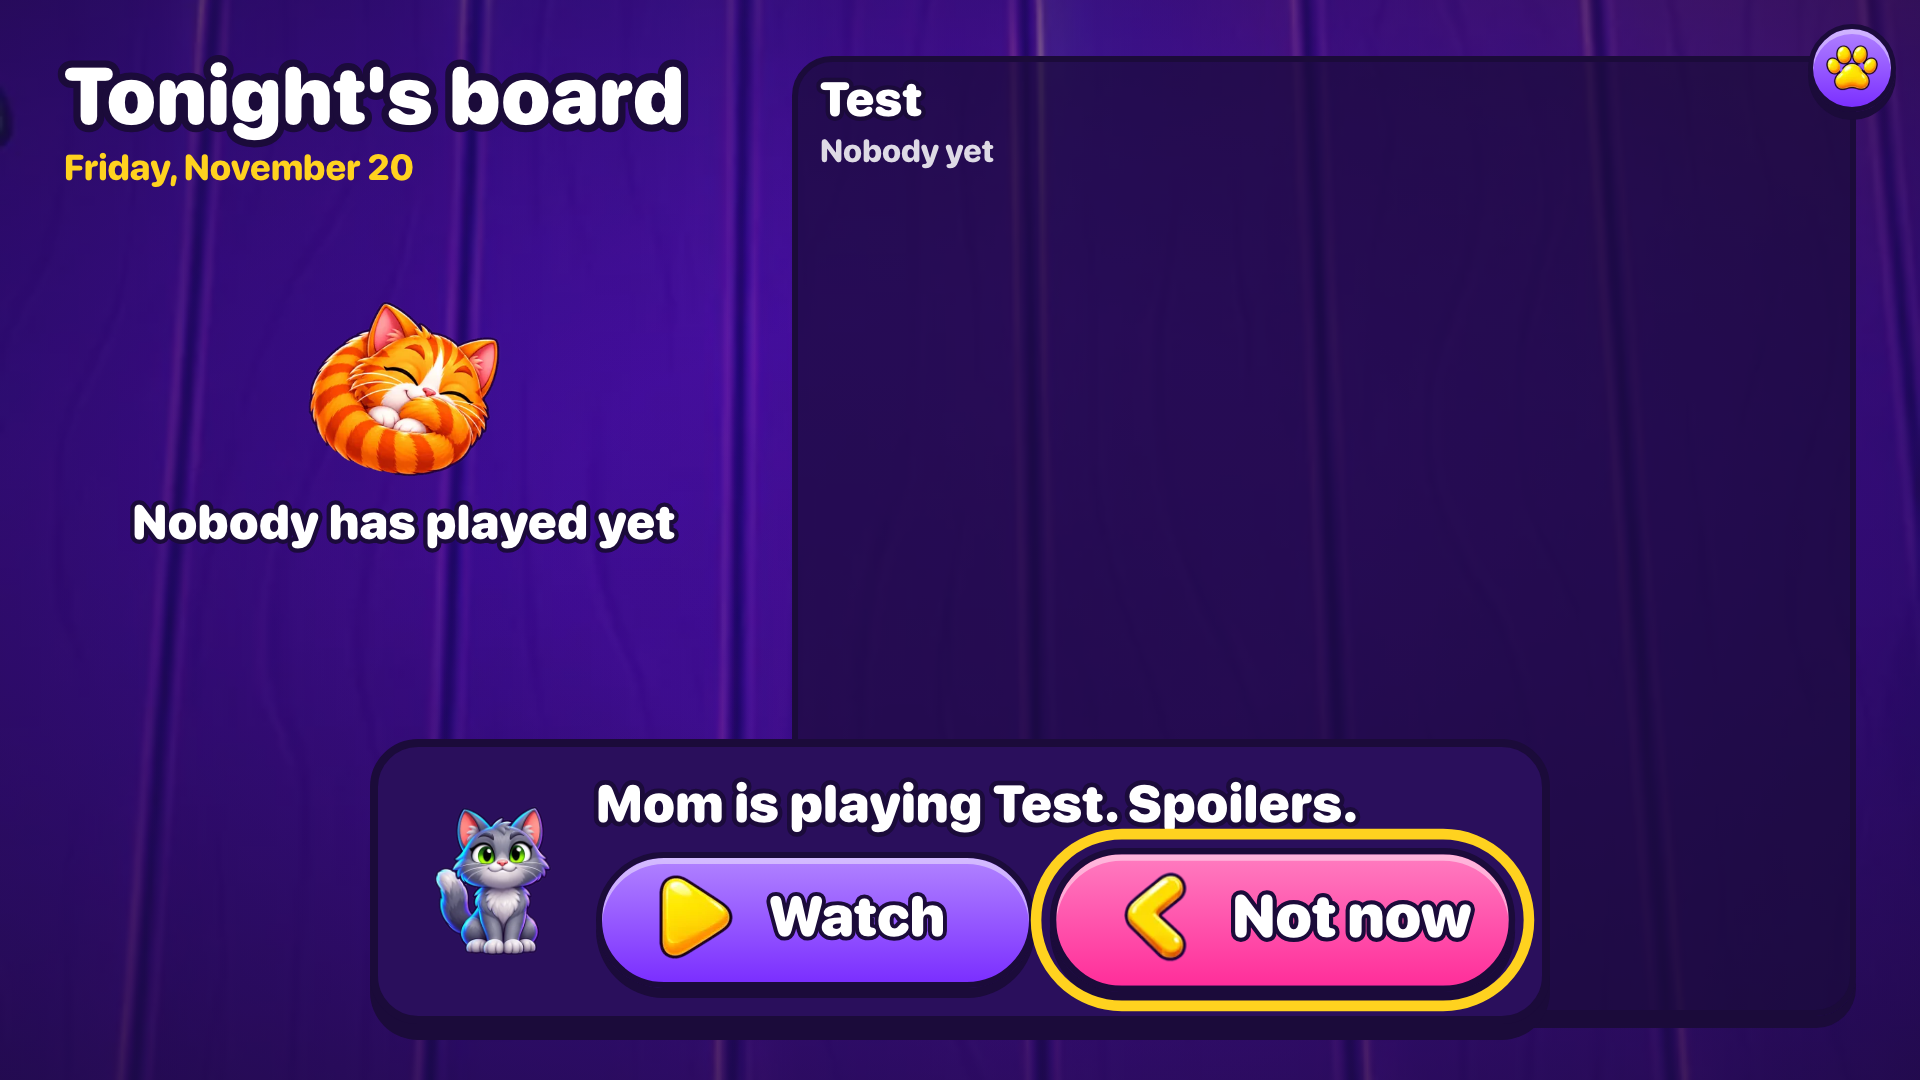 Tonight's board
Friday, November 20
Test
Nobody yet
Nobody has played yet
Mom is playing Test. Spoilers.
Watch
Not now